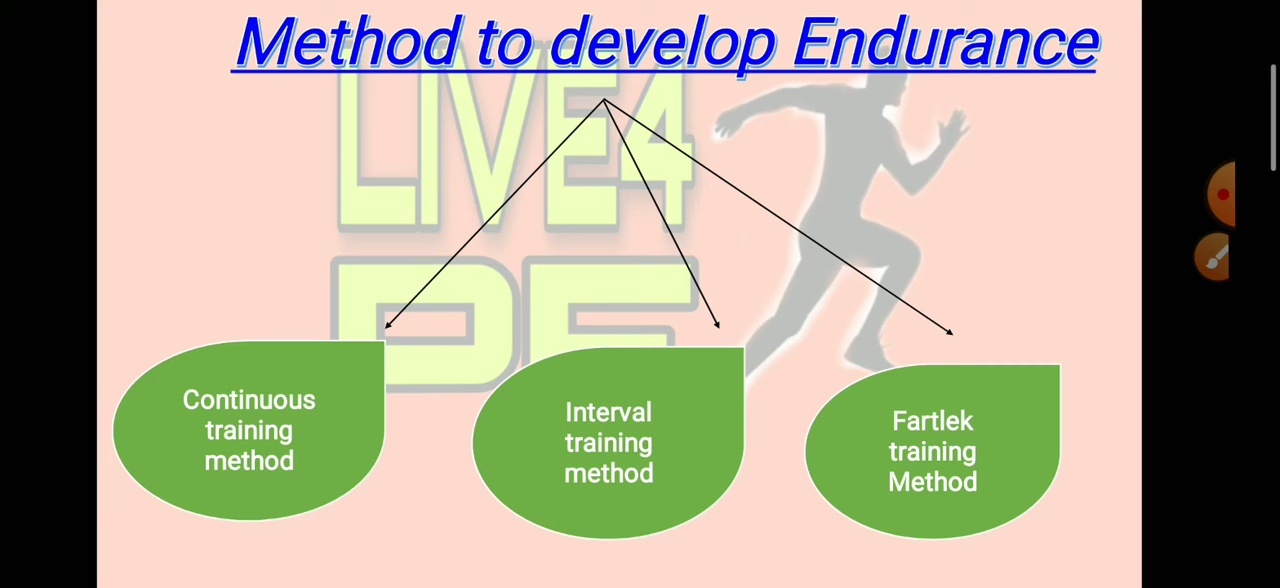 Method to develop Endurance
LIVE4
PE
Continuous
training
method
Interval
training
method
Fartlek
training
Method